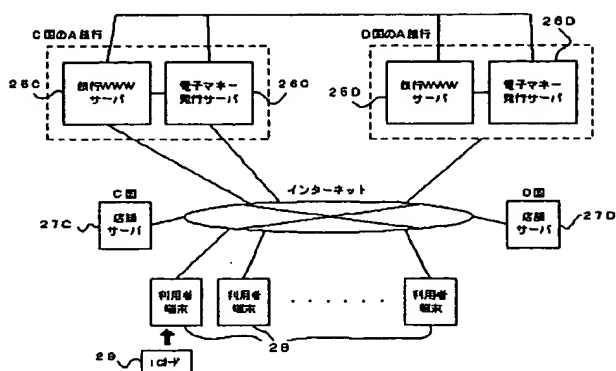 C国のA銀行
D国のA銀行
26D
25C
銀行WWW
サーバ
電子マネー
発行サーバ
26C
25D
銀行WWW
サーバ
電子マネー
発行サーバ
インターネット
C国
店舗
サーバ
27C
D国
店舗
サーバ
27D
利用者
端末
利用者
端末
利用者
端末
28
29
ICカード